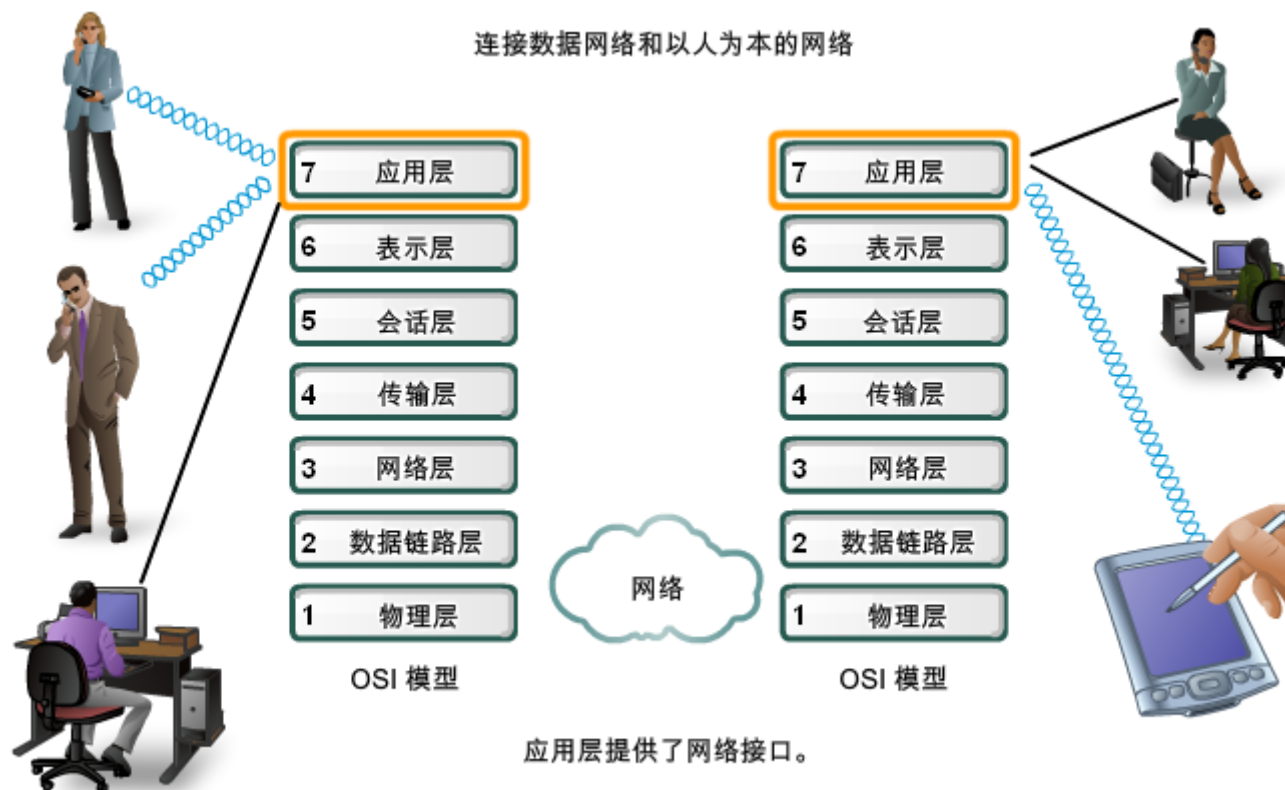 连接数据网络和以人为本的网络
7 应用层
6 表示层
5 会话层
4 传输层
3 网络层
2 数据链路层
1 物理层
OSI 模型
7 应用层
6 表示层
5 会话层
4 传输层
3 网络层
2 数据链路层
1 物理层
OSI 模型
网络
应用层提供了网络接口。